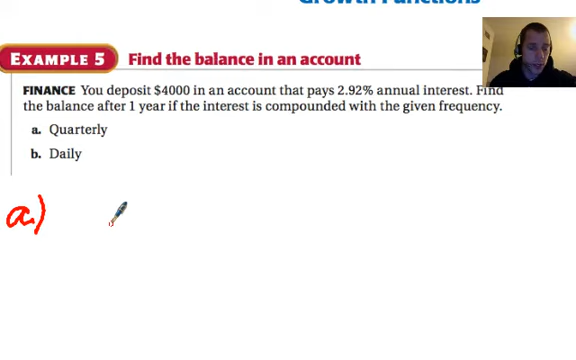 Growth Functions
EXAMPLE 5 Find the balance in an account
FINANCE You deposit $4000 in an account that pays 2.92% annual interest. Find
the balance after 1 year if the interest is compounded with the given frequency.
a. Quarterly
b. Daily
a)